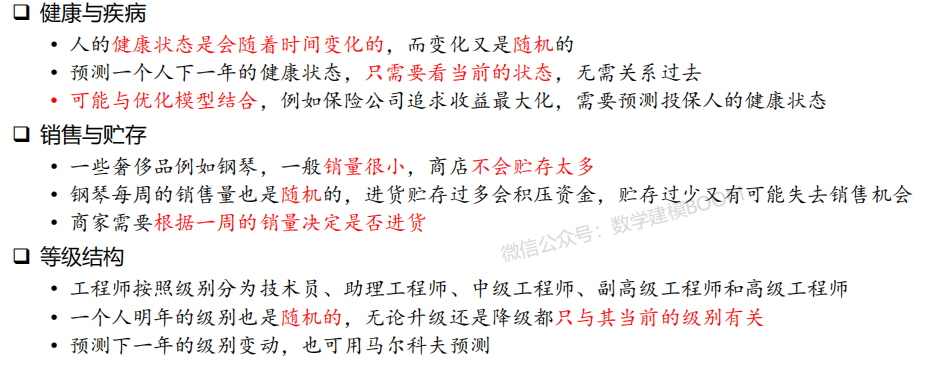 健康与疾病
人的健康状态是会随着时间变化的，而变化又是随机的
预测一个人下一年的健康状态，只需要看当前的状态，无需关系过去
可能与优化模型结合，例如保险公司追求收益最大化，需要预测投保人的健康状态
销售与贮存
一些奢侈品例如钢琴，一般销量很小，商店不会贮存太多
钢琴每周的销售量也是随机的，进货贮存过多会积压资金，贮存过少又有可能失去销售机会
商家需要根据一周的销量决定是否进货
微信公众号：数学建模BOOM
等级结构
工程师按照级别分为技术员、助理工程师、中级工程师、副高级工程师和高级工程师
一个人明年的级别也是随机的，无论升级还是降级都只与其当前的级别有关
预测下一年的级别变动，也可用马尔科夫预测